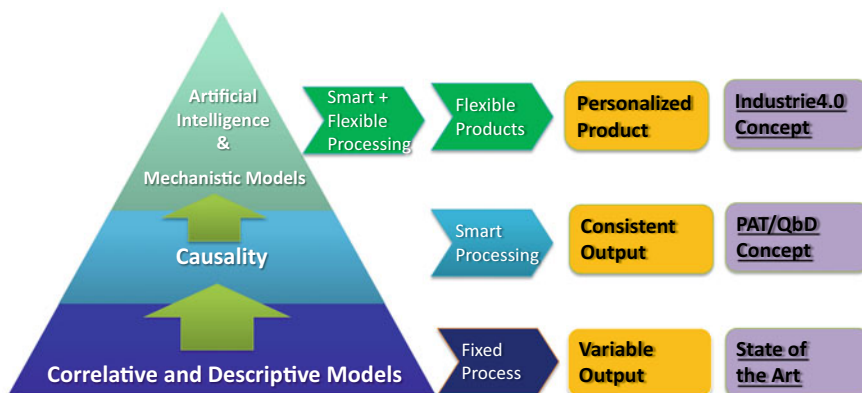 Artificial
Intelligence
&
Mechanistic Models
Smart +
Flexible
Processing
Flexible
Products
Personalized
Product
Industrie4.0
Concept
Causality
Smart
Processing
Consistent
Output
PAT/QbD
Concept
Correlative and Descriptive Models
Fixed
Process
Variable
Output
State of
the Art